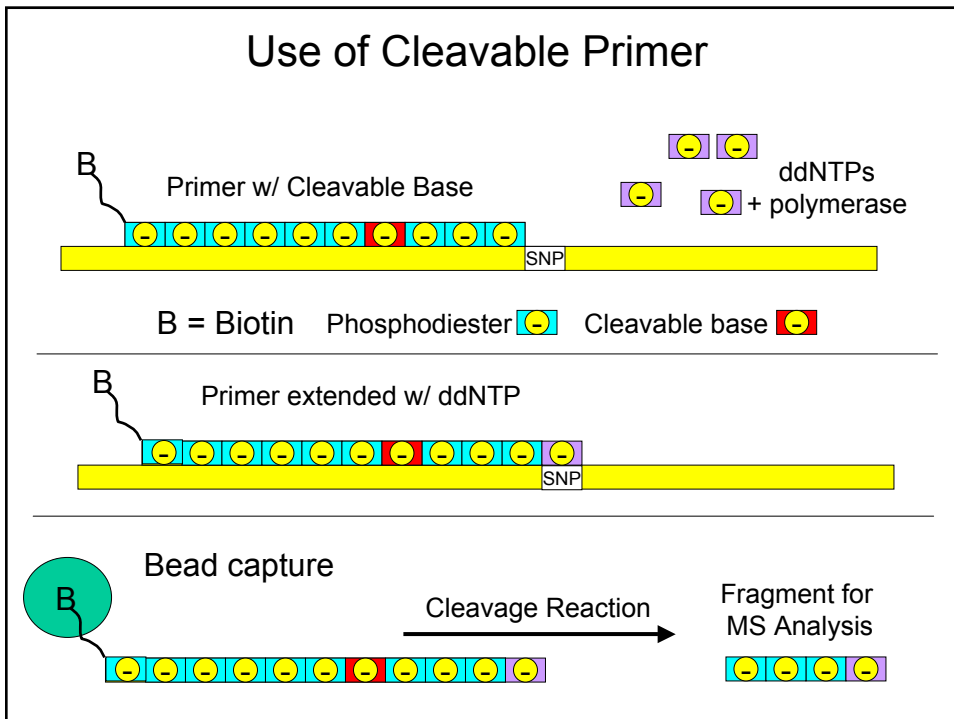 Use of Cleavable Primer
B
Primer w/ Cleavable Base
ddNTPs
+ polymerase
SNP
B = Biotin Phosphodiester - Cleavable base -
B
Primer extended w/ ddNTP
SNP
Bead capture
B
Cleavage Reaction
Fragment for
MS Analysis